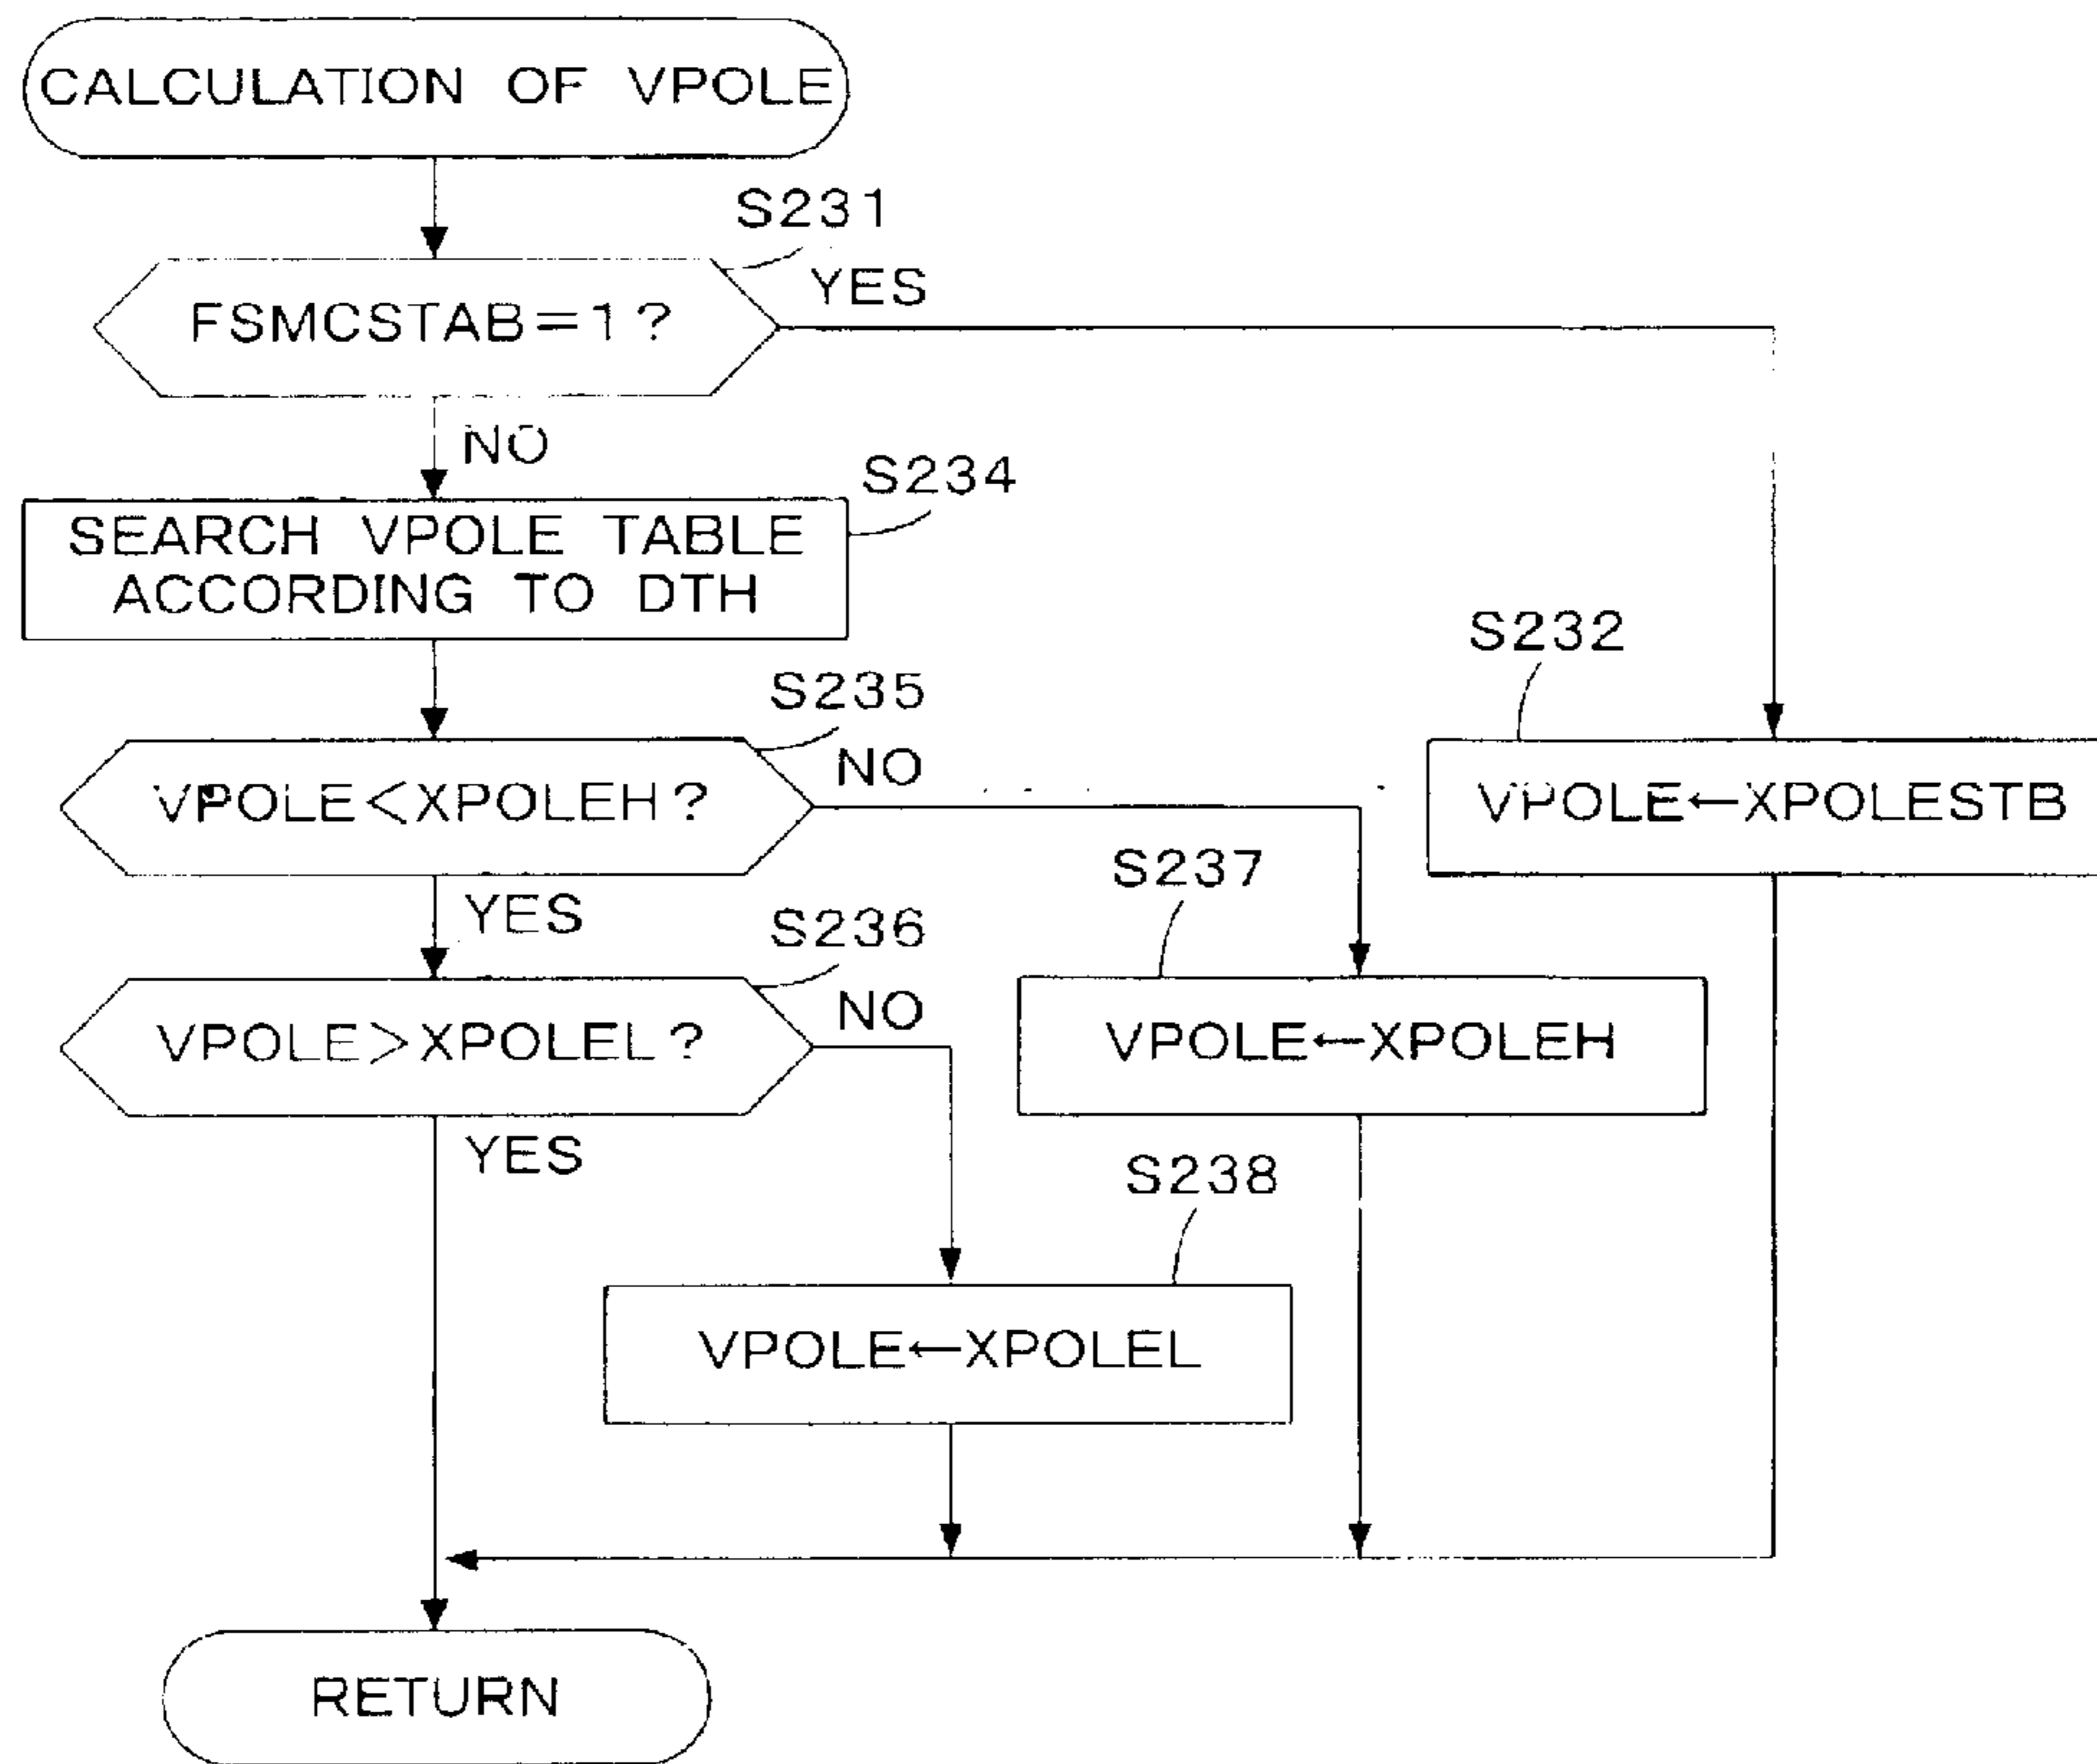 CALCULATION OF VPOLE
S231
FSMCSTAB=1?
YES
NO
S234
SEARCH VPOLE TABLE
ACCORDING TO DTH
S232
VPOLE←XPOLESTB
S235
VPOLE<XPOLEH?
NO
YES
S237
VPOLE←XPOLEH
S236
VPOLE>XPOLEL?
NO
YES
S238
VPOLE←XPOLEL
RETURN